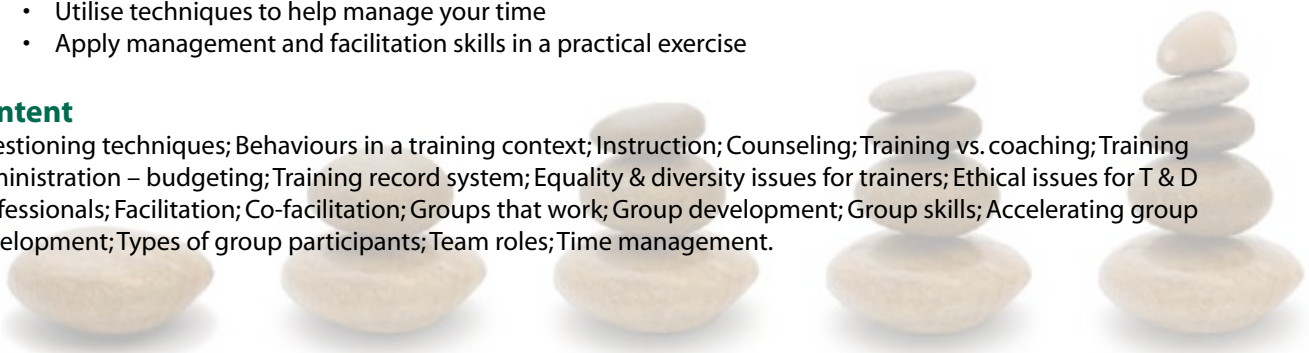 • Utilise techniques to help manage your time
• Apply management and facilitation skills in a practical exercise
ntent
estioning techniques; Behaviours in a training context; Instruction; Counseling; Training vs. coaching; Training
ministration – budgeting; Training record system; Equality & diversity issues for trainers; Ethical issues for T & D
fessionals; Facilitation; Co-facilitation; Groups that work; Group development; Group skills; Accelerating group
elopment; Types of group participants; Team roles; Time management.